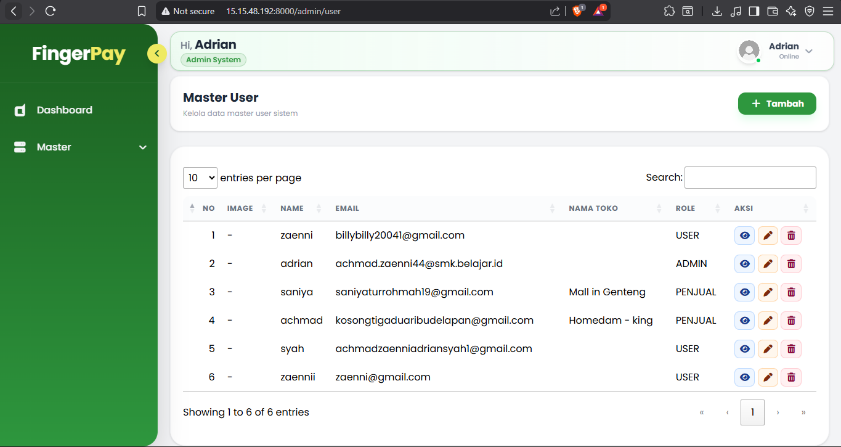 Not secure 15.15.48.192:8000/admin/user
FingerPay
Hi, Adrian
Admin System
Adrian
Online
Dashboard
Master
Master User
Kelola data master user sistem
+ Tambah
10 entries per page
Search:
NO IMAGE NAME EMAIL NAMA TOKO ROLE AKSI
1 - zaenni billybilly20041@gmail.com USER
2 - adrian achmad.zaenni44@smk.belajar.id ADMIN
3 - saniya saniyaturrohmah19@gmail.com Mall in Genteng PENJUAL
4 - achmad kosongtigaduaribudelapan@gmail.com Homedam - king PENJUAL
5 - syah achmadzaenniadriansyah1@gmail.com USER
6 - zaennii zaenni@gmail.com USER
Showing 1 to 6 of 6 entries
« ‹ 1 › »